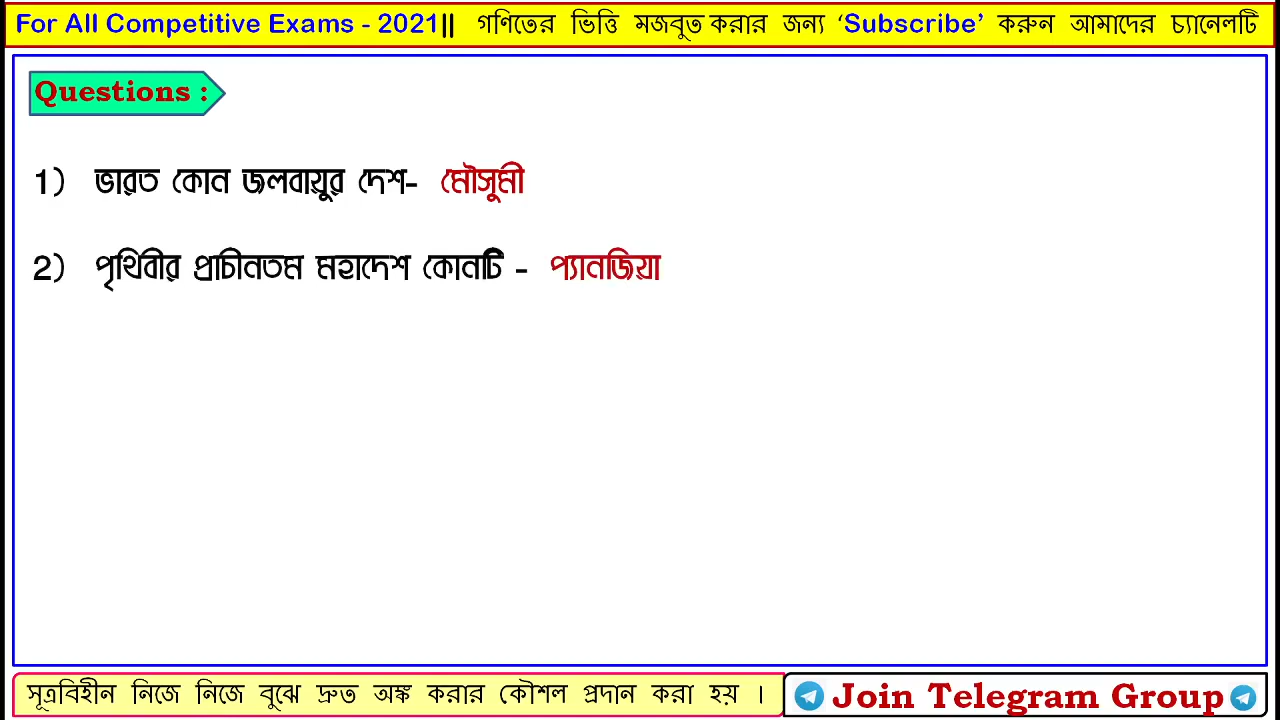 For All Competitive Exams - 2021|| গণিতের ভিত্তি মজবুত করার জন্য ‘Subscribe’ করুন আমাদের চ্যানেলটি
Questions :
1) ভারত কোন জলবায়ুর দেশ- মৌসুমী
2) পৃথিবীর প্রাচীনতম মহাদেশ কোনটি - প্যানজিয়া
সূত্রবিহীন নিজে নিজে বুঝে দ্রুত অঙ্ক করার কৌশল প্রদান করা হয় ।
Join Telegram Group